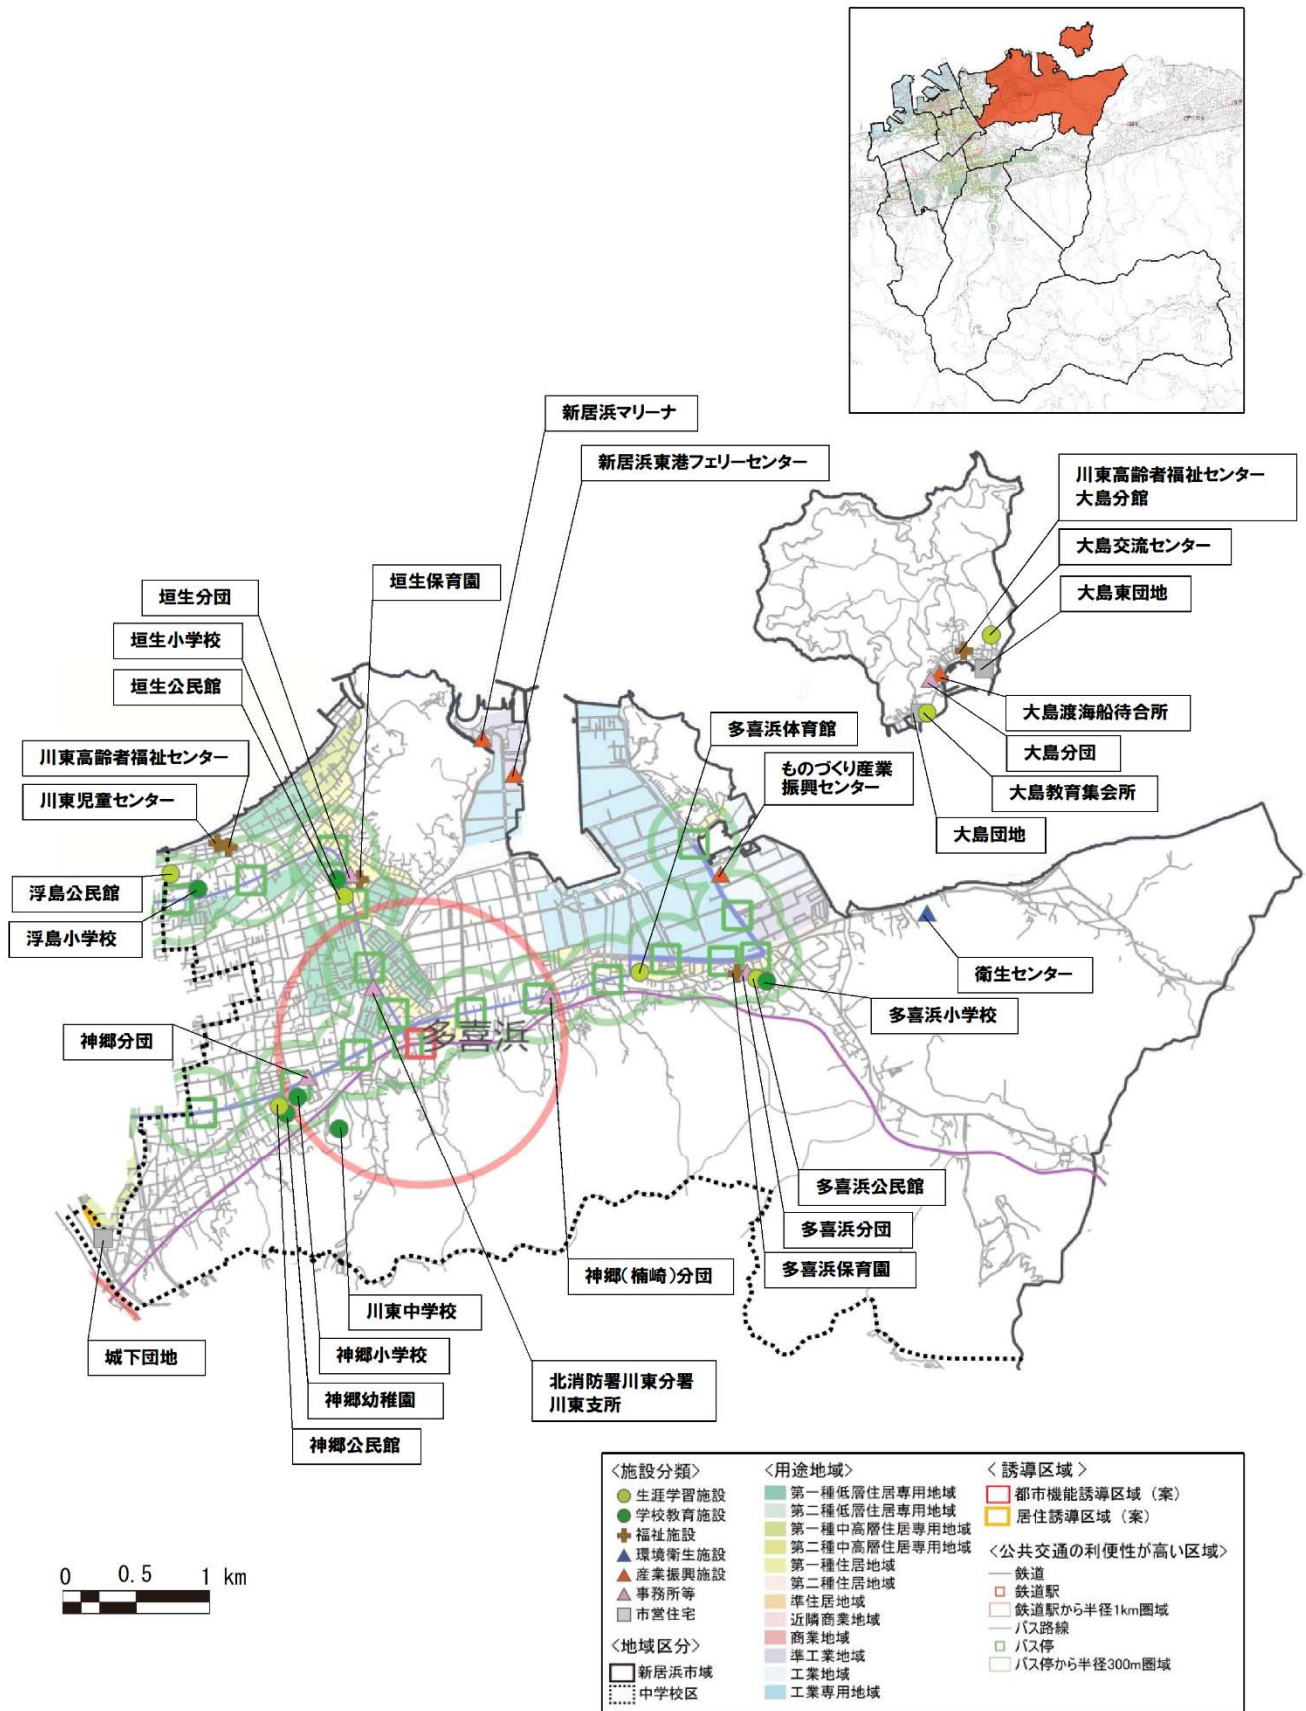 新居浜マリーナ
新居浜東港フェリーセンター
川東高齢者福祉センター
大島分館
大島交流センター
大島東団地
垣生分団
垣生保育園
垣生小学校
垣生公民館
大島渡海船待合所
多喜浜体育館
川東高齢者福祉センター
大島分団
ものづくり産業
振興センター
川東児童センター
大島教育集会所
大島団地
浮島公民館
浮島小学校
衛生センター
多喜浜小学校
神郷分団
多喜浜
多喜浜公民館
多喜浜分団
多喜浜保育園
神郷(楠崎)分団
川東中学校
城下団地
神郷小学校
北消防署川東分署
川東支所
神郷幼稚園
神郷公民館
0 0.5 1 km
<施設分類>
生涯学習施設
学校教育施設
福祉施設
環境衛生施設
産業振興施設
事務所等
市営住宅
<地域区分>
新居浜市域
中学校区
<用途地域>
第一種低層住居専用地域
第二種低層住居専用地域
第一種中高層住居専用地域
第二種中高層住居専用地域
第一種住居地域
第二種住居地域
準住居地域
近隣商業地域
商業地域
準工業地域
工業地域
工業専用地域
<誘導区域>
都市機能誘導区域(案)
居住誘導区域(案)
<公共交通の利便性が高い区域>
鉄道
鉄道駅
鉄道駅から半径1km圏域
バス路線
バス停
バス停から半径300m圏域